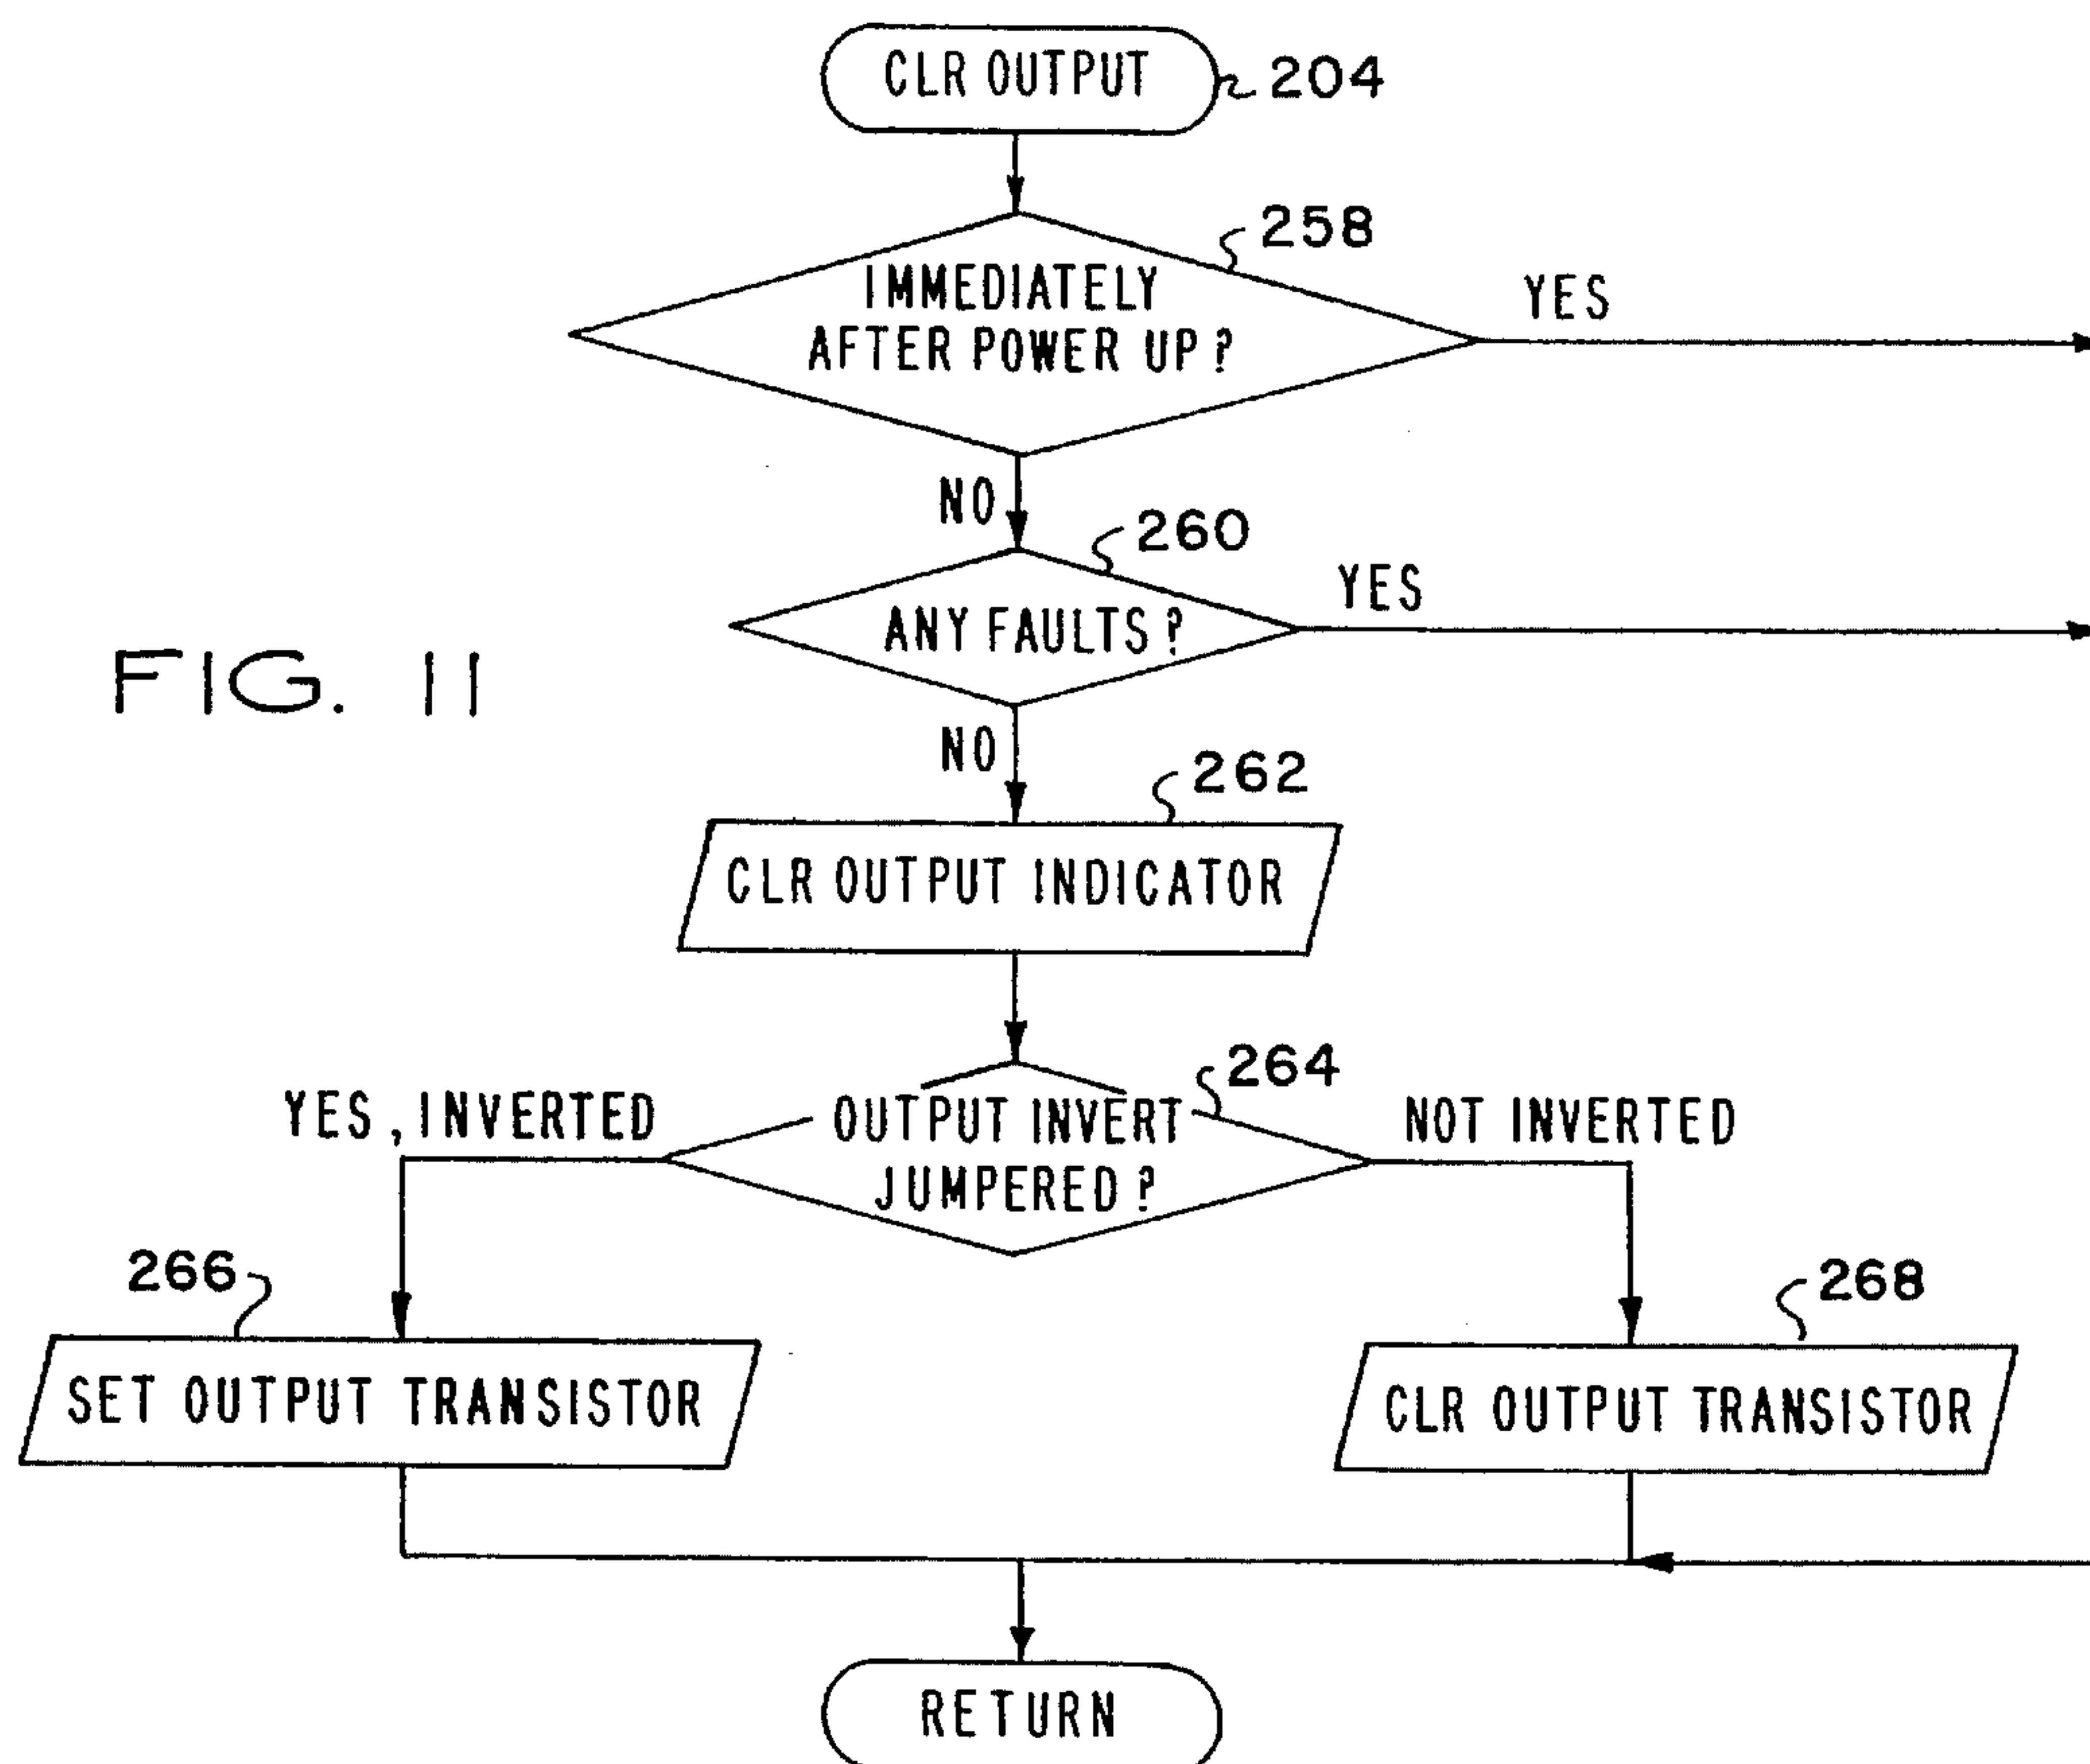 CLR OUTPUT
204
258
IMMEDIATELY
AFTER POWER UP?
YES
NO
260
ANY FAULTS?
YES
FIG. 11
NO
262
CLR OUTPUT INDICATOR
264
YES, INVERTED
OUTPUT INVERT
JUMPERED?
NOT INVERTED
266
268
SET OUTPUT TRANSISTOR
CLR OUTPUT TRANSISTOR
RETURN